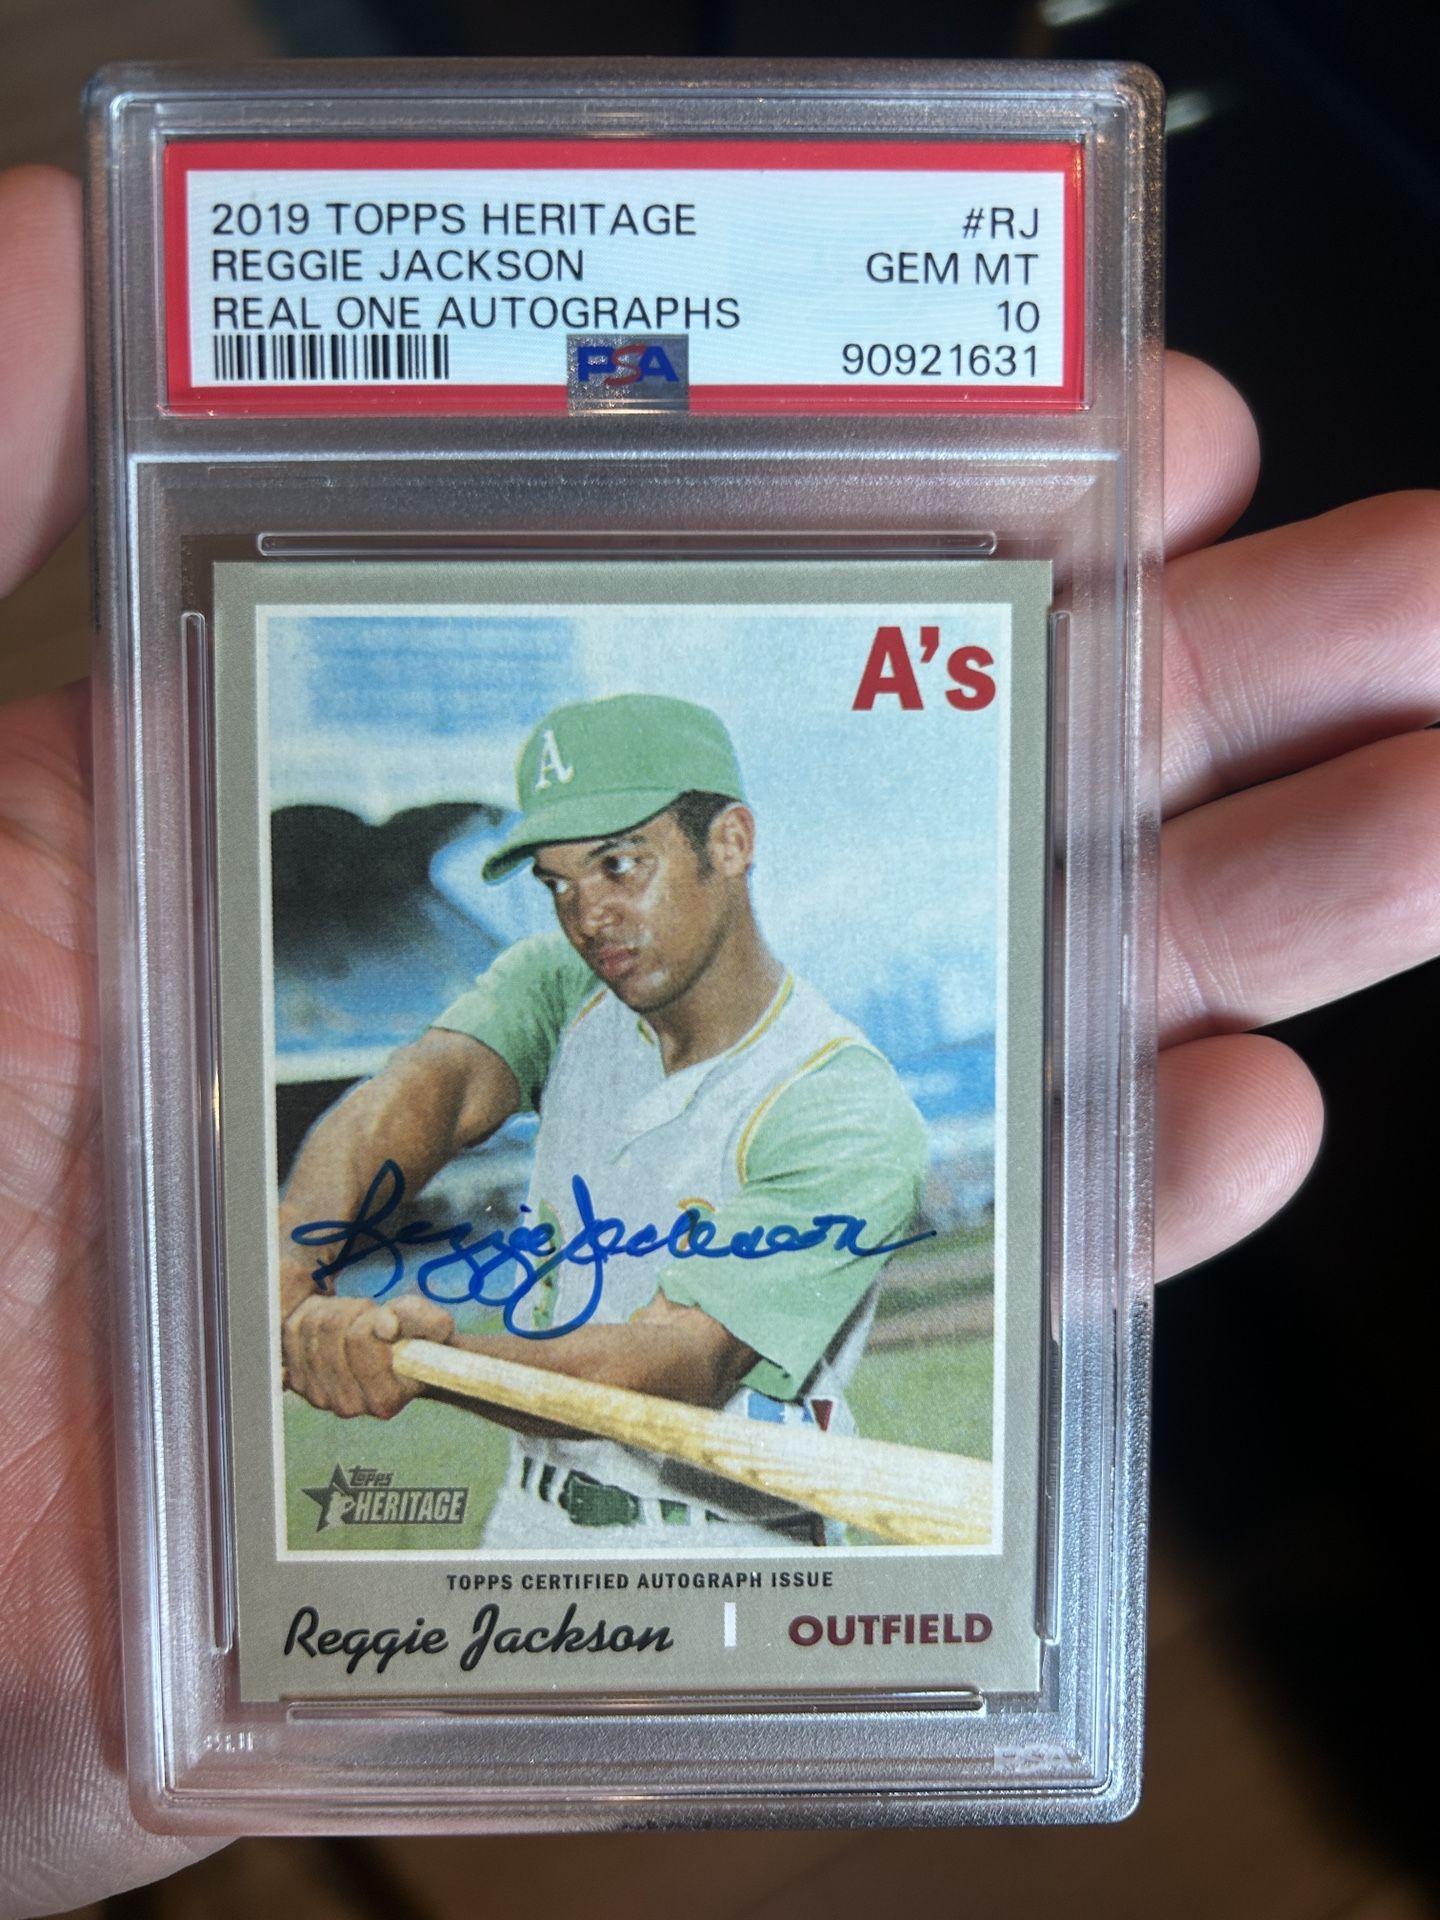 2019 TOPPS HERITAGE #RJ
REGGIE JACKSON GEM MT
REAL ONE AUTOGRAPHS 10
PSA 90921631
A's
A
Reggie Jackson
topps
HERITAGE
TOPPS CERTIFIED AUTOGRAPH ISSUE
Reggie Jackson | OUTFIELD
PSA